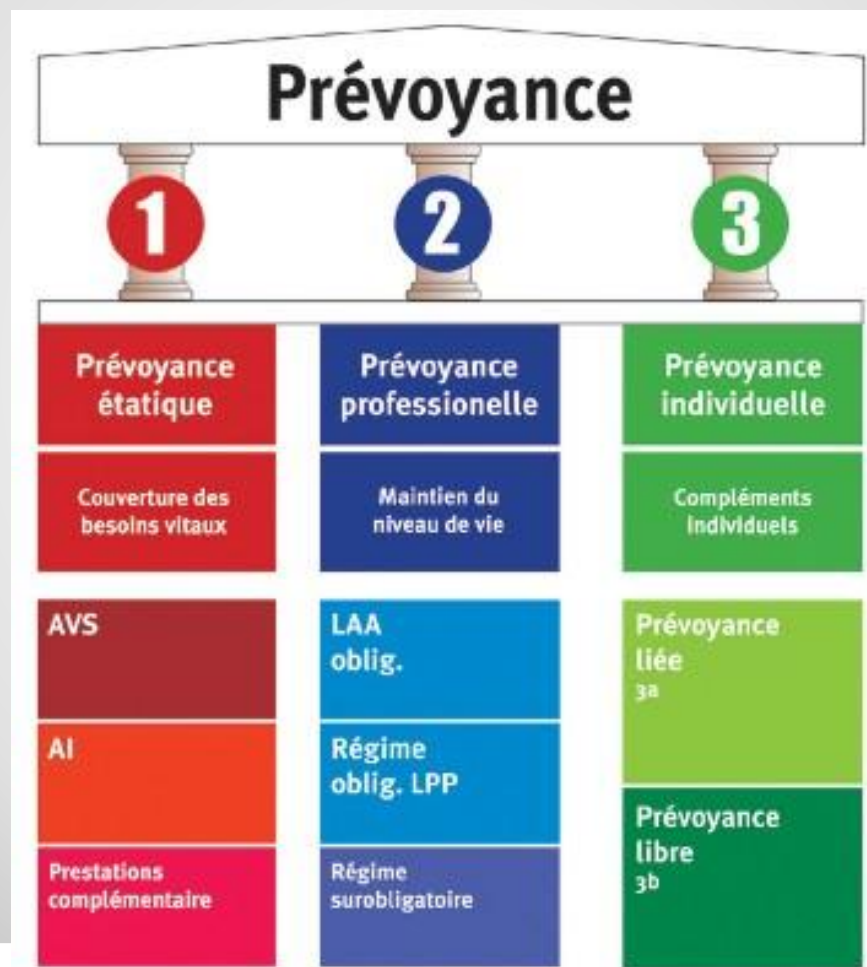 Prévoyance
1
2
3
Prévoyance
étatique
Prévoyance
professionelle
Prévoyance
individuelle
Couverture des
besoins vitaux
Maintien du
niveau de vie
Compléments
individuels
AVS
LAA
oblig.
Prévoyance
liée
3a
AI
Régime
oblig. LPP
Prévoyance
libre
3b
Prestations
complémentaire
Régime
surobligatoire